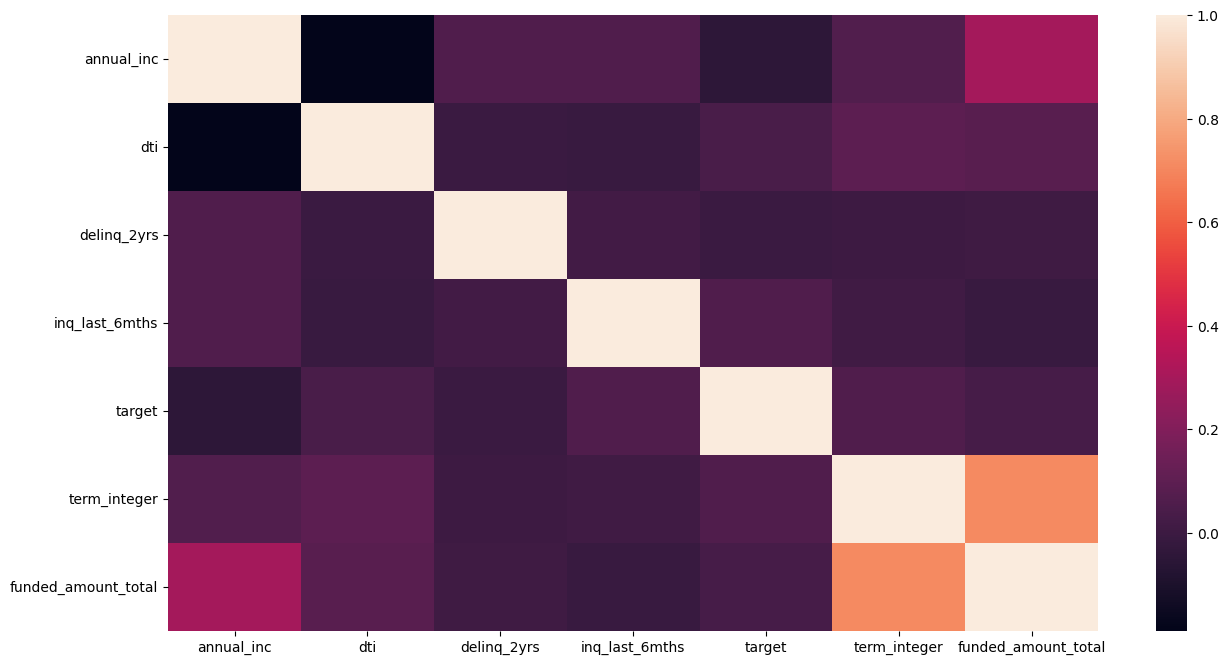 annual_inc
dti
delinq_2yrs
inq_last_6mths
target
term_integer
funded_amount_total
annual_inc
dti
delinq_2yrs
inq_last_6mths
target
term_integer
funded_amount_total
1.0
0.8
0.6
0.4
0.2
0.0